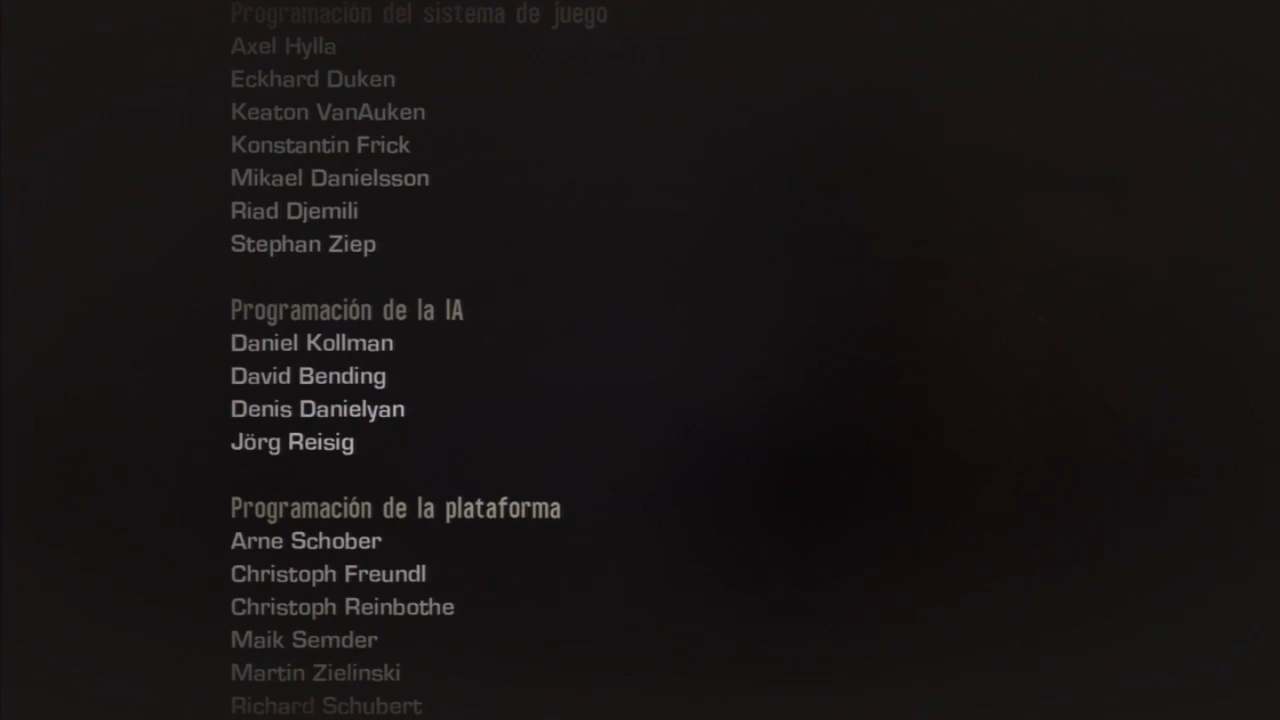 Programación del sistema de juego
Axel Hylla
Eckhard Duken
Keaton VanAuken
Konstantin Frick
Mikael Danielsson
Riad Djemili
Stephan Ziep
Programación de la IA
Daniel Kollman
David Bending
Denis Danielyan
Jörg Reisig
Programación de la plataforma
Arne Schober
Christoph Freundl
Christoph Reinbothe
Maik Semder
Martin Zielinski
Richard Schubert